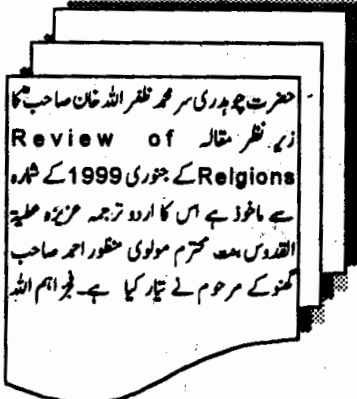 حضرت چوہدری سر محمد ظفر اللہ خان صاحبؓ کا
زیر نظر مقالہ Review of
Relgions کے جنوری 1999 کے شمارہ
سے ماخوذ ہے اس کا اردو ترجمہ عزیزہ عطیۃ
القدوس بنت محترم مولوی منظور احمد صاحب
گھنوکے مرحوم نے تیار کیا ہے۔ فجزاہم اللہ